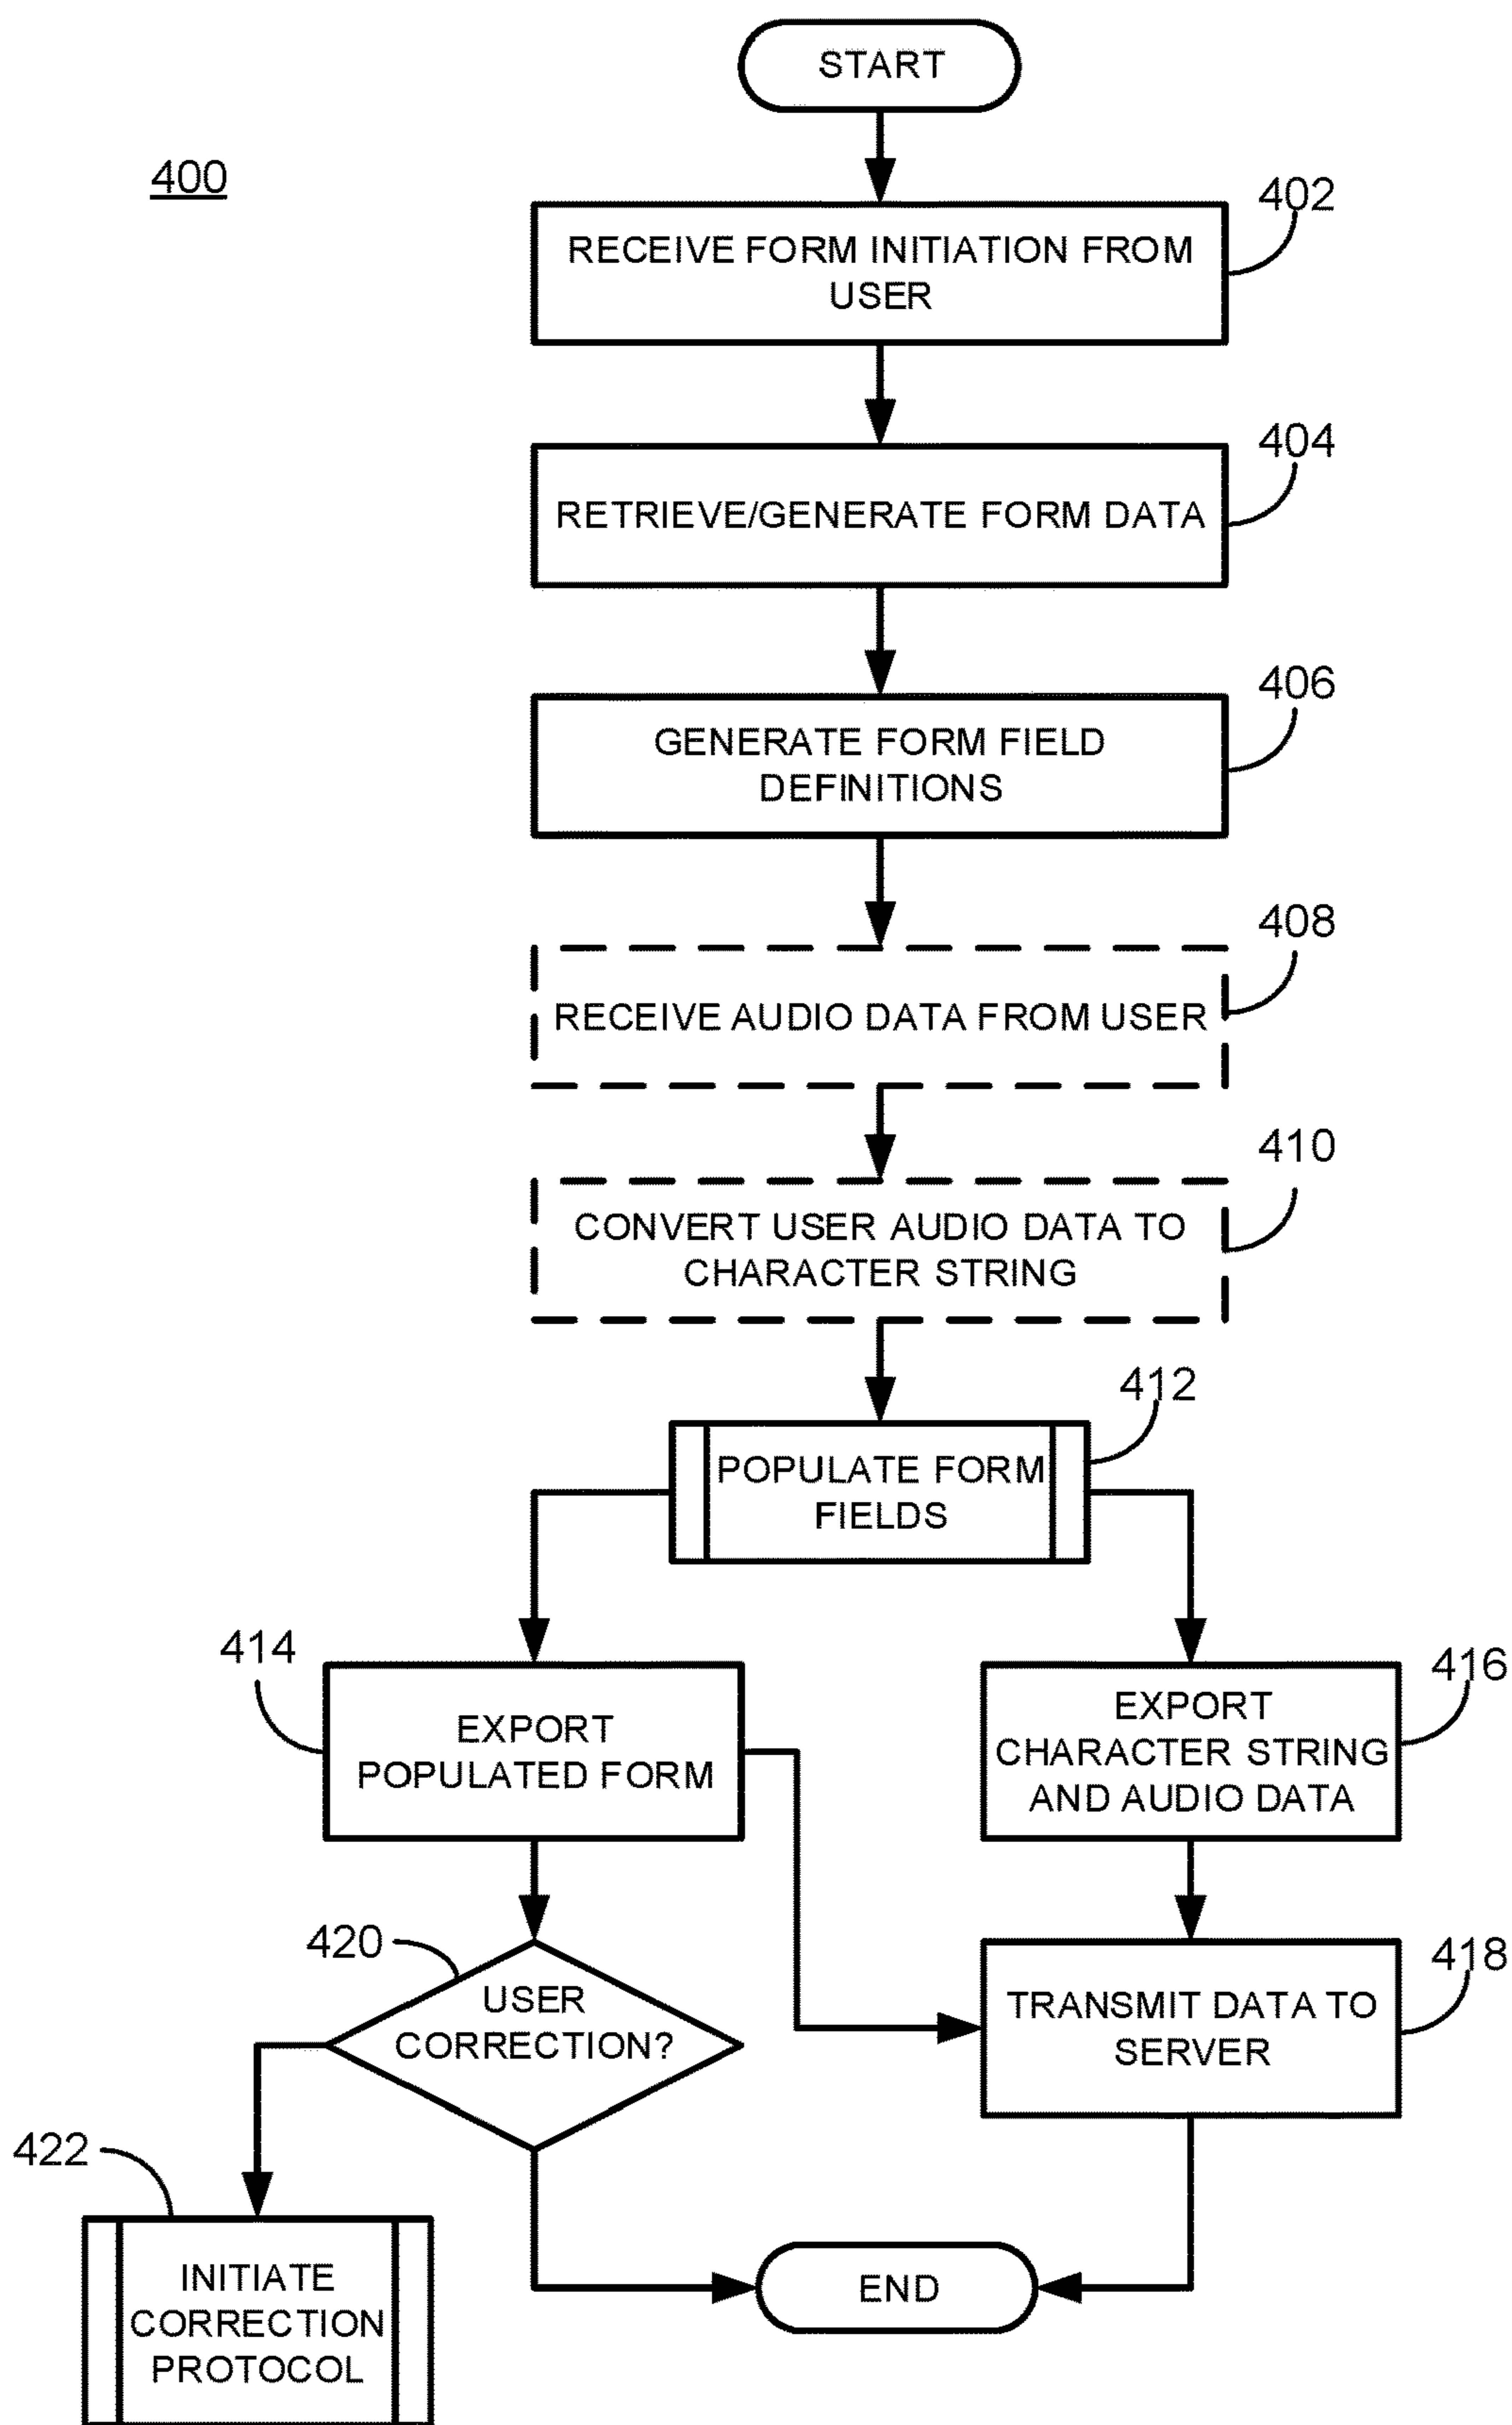 START
400
402
RECEIVE FORM INITIATION FROM
USER
404
RETRIEVE/GENERATE FORM DATA
406
GENERATE FORM FIELD
DEFINITIONS
408
RECEIVE AUDIO DATA FROM USER
410
CONVERT USER AUDIO DATA TO
CHARACTER STRING
412
POPULATE FORM
FIELDS
414
EXPORT
POPULATED FORM
416
EXPORT
CHARACTER STRING
AND AUDIO DATA
420
USER
CORRECTION?
418
TRANSMIT DATA TO
SERVER
422
INITIATE
CORRECTION
PROTOCOL
END